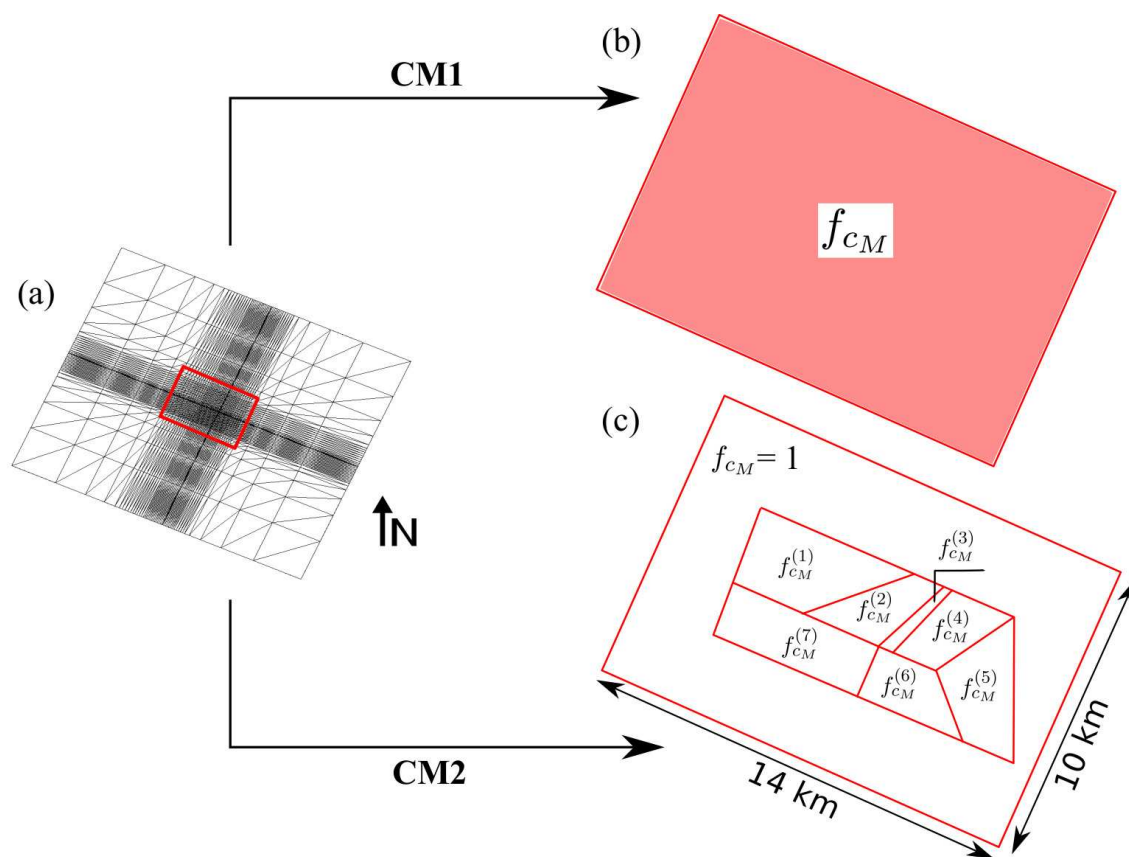 (b)
CM1
f_{c_M}
(a)
N
(c)
f_{c_M} = 1
f_{c_M}^{(3)}
f_{c_M}^{(1)}
f_{c_M}^{(2)}
f_{c_M}^{(4)}
f_{c_M}^{(7)}
f_{c_M}^{(6)}
f_{c_M}^{(5)}
CM2
14 km
10 km